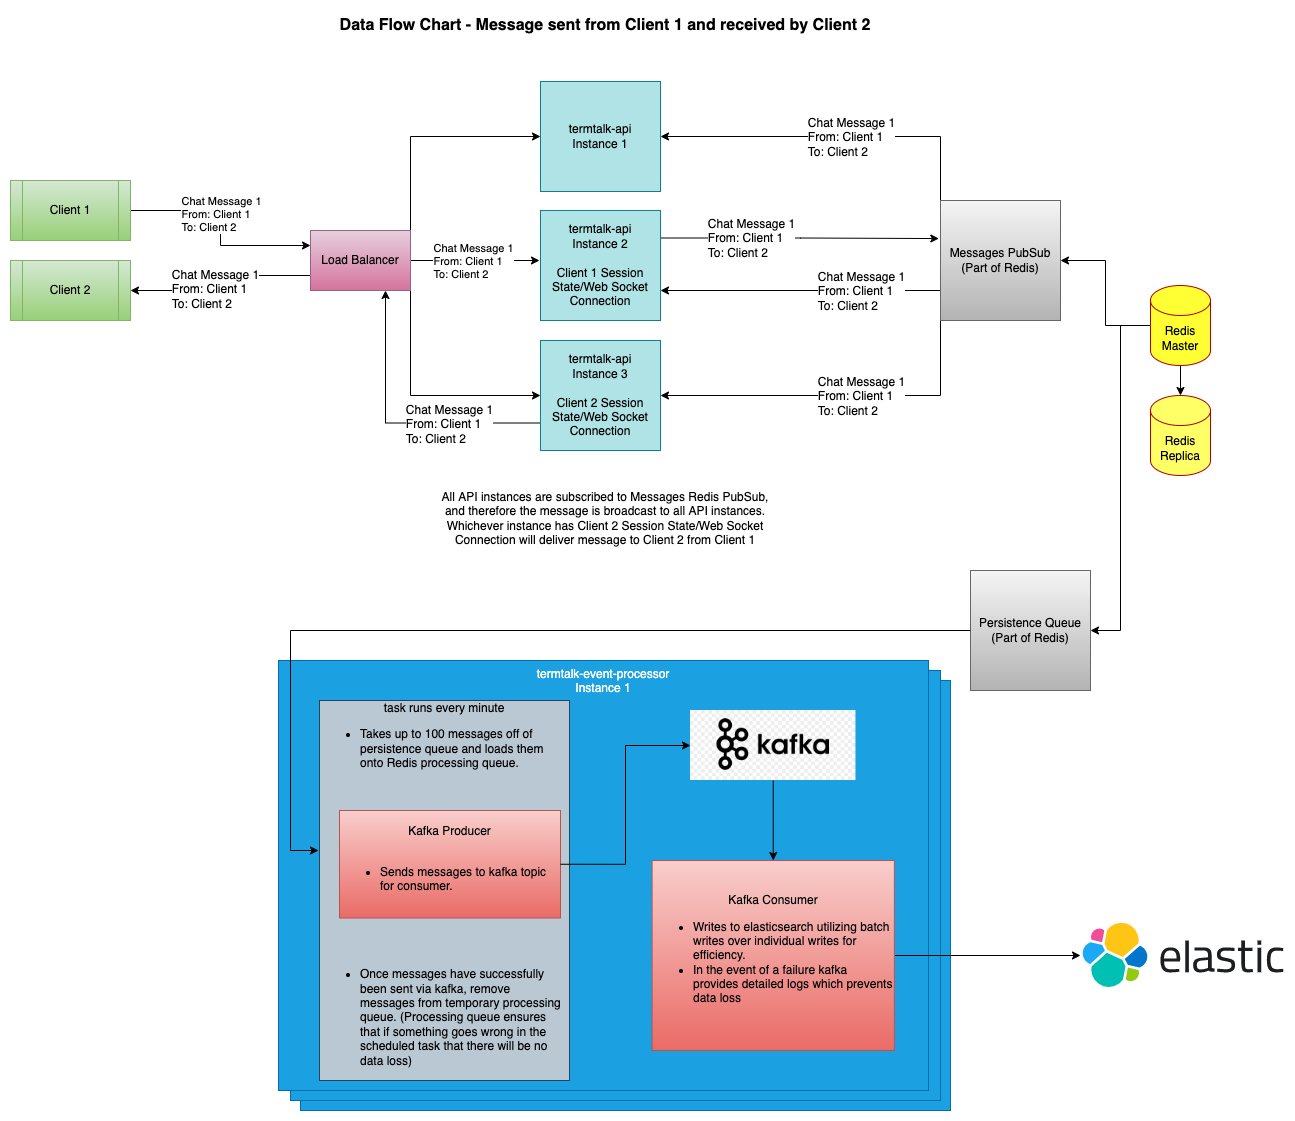 Data Flow Chart - Message sent from Client 1 and received by Client 2
termtalk-api
Instance 1
Chat Message 1
From: Client 1
To: Client 2
Client 1
Chat Message 1
From: Client 1
To: Client 2
Load Balancer
Client 2
Chat Message 1
From: Client 1
To: Client 2
Chat Message 1
From: Client 1
To: Client 2
termtalk-api
Instance 2
Client 1 Session
State/Web Socket
Connection
Chat Message 1
From: Client 1
To: Client 2
Chat Message 1
From: Client 1
To: Client 2
Messages PubSub
(Part of Redis)
Redis
Master
Redis
Replica
termtalk-api
Instance 3
Client 2 Session
State/Web Socket
Connection
Chat Message 1
From: Client 1
To: Client 2
Chat Message 1
From: Client 1
To: Client 2
All API instances are subscribed to Messages Redis PubSub,
and therefore the message is broadcast to all API instances.
Whichever instance has Client 2 Session State/Web Socket
Connection will deliver message to Client 2 from Client 1
Persistence Queue
(Part of Redis)
termtalk-event-processor
Instance 1
task runs every minute
• Takes up to 100 messages off of
persistence queue and loads them
onto Redis processing queue.
Kafka Producer
• Sends messages to kafka topic
for consumer.
• Once messages have successfully
been sent via kafka, remove
messages from temporary processing
queue. (Processing queue ensures
that if something goes wrong in the
scheduled task that there will be no
data loss)
kafka
Kafka Consumer
• Writes to elasticsearch utilizing batch
writes over individual writes for
efficiency.
• In the event of a failure kafka
provides detailed logs which prevents
data loss
elastic